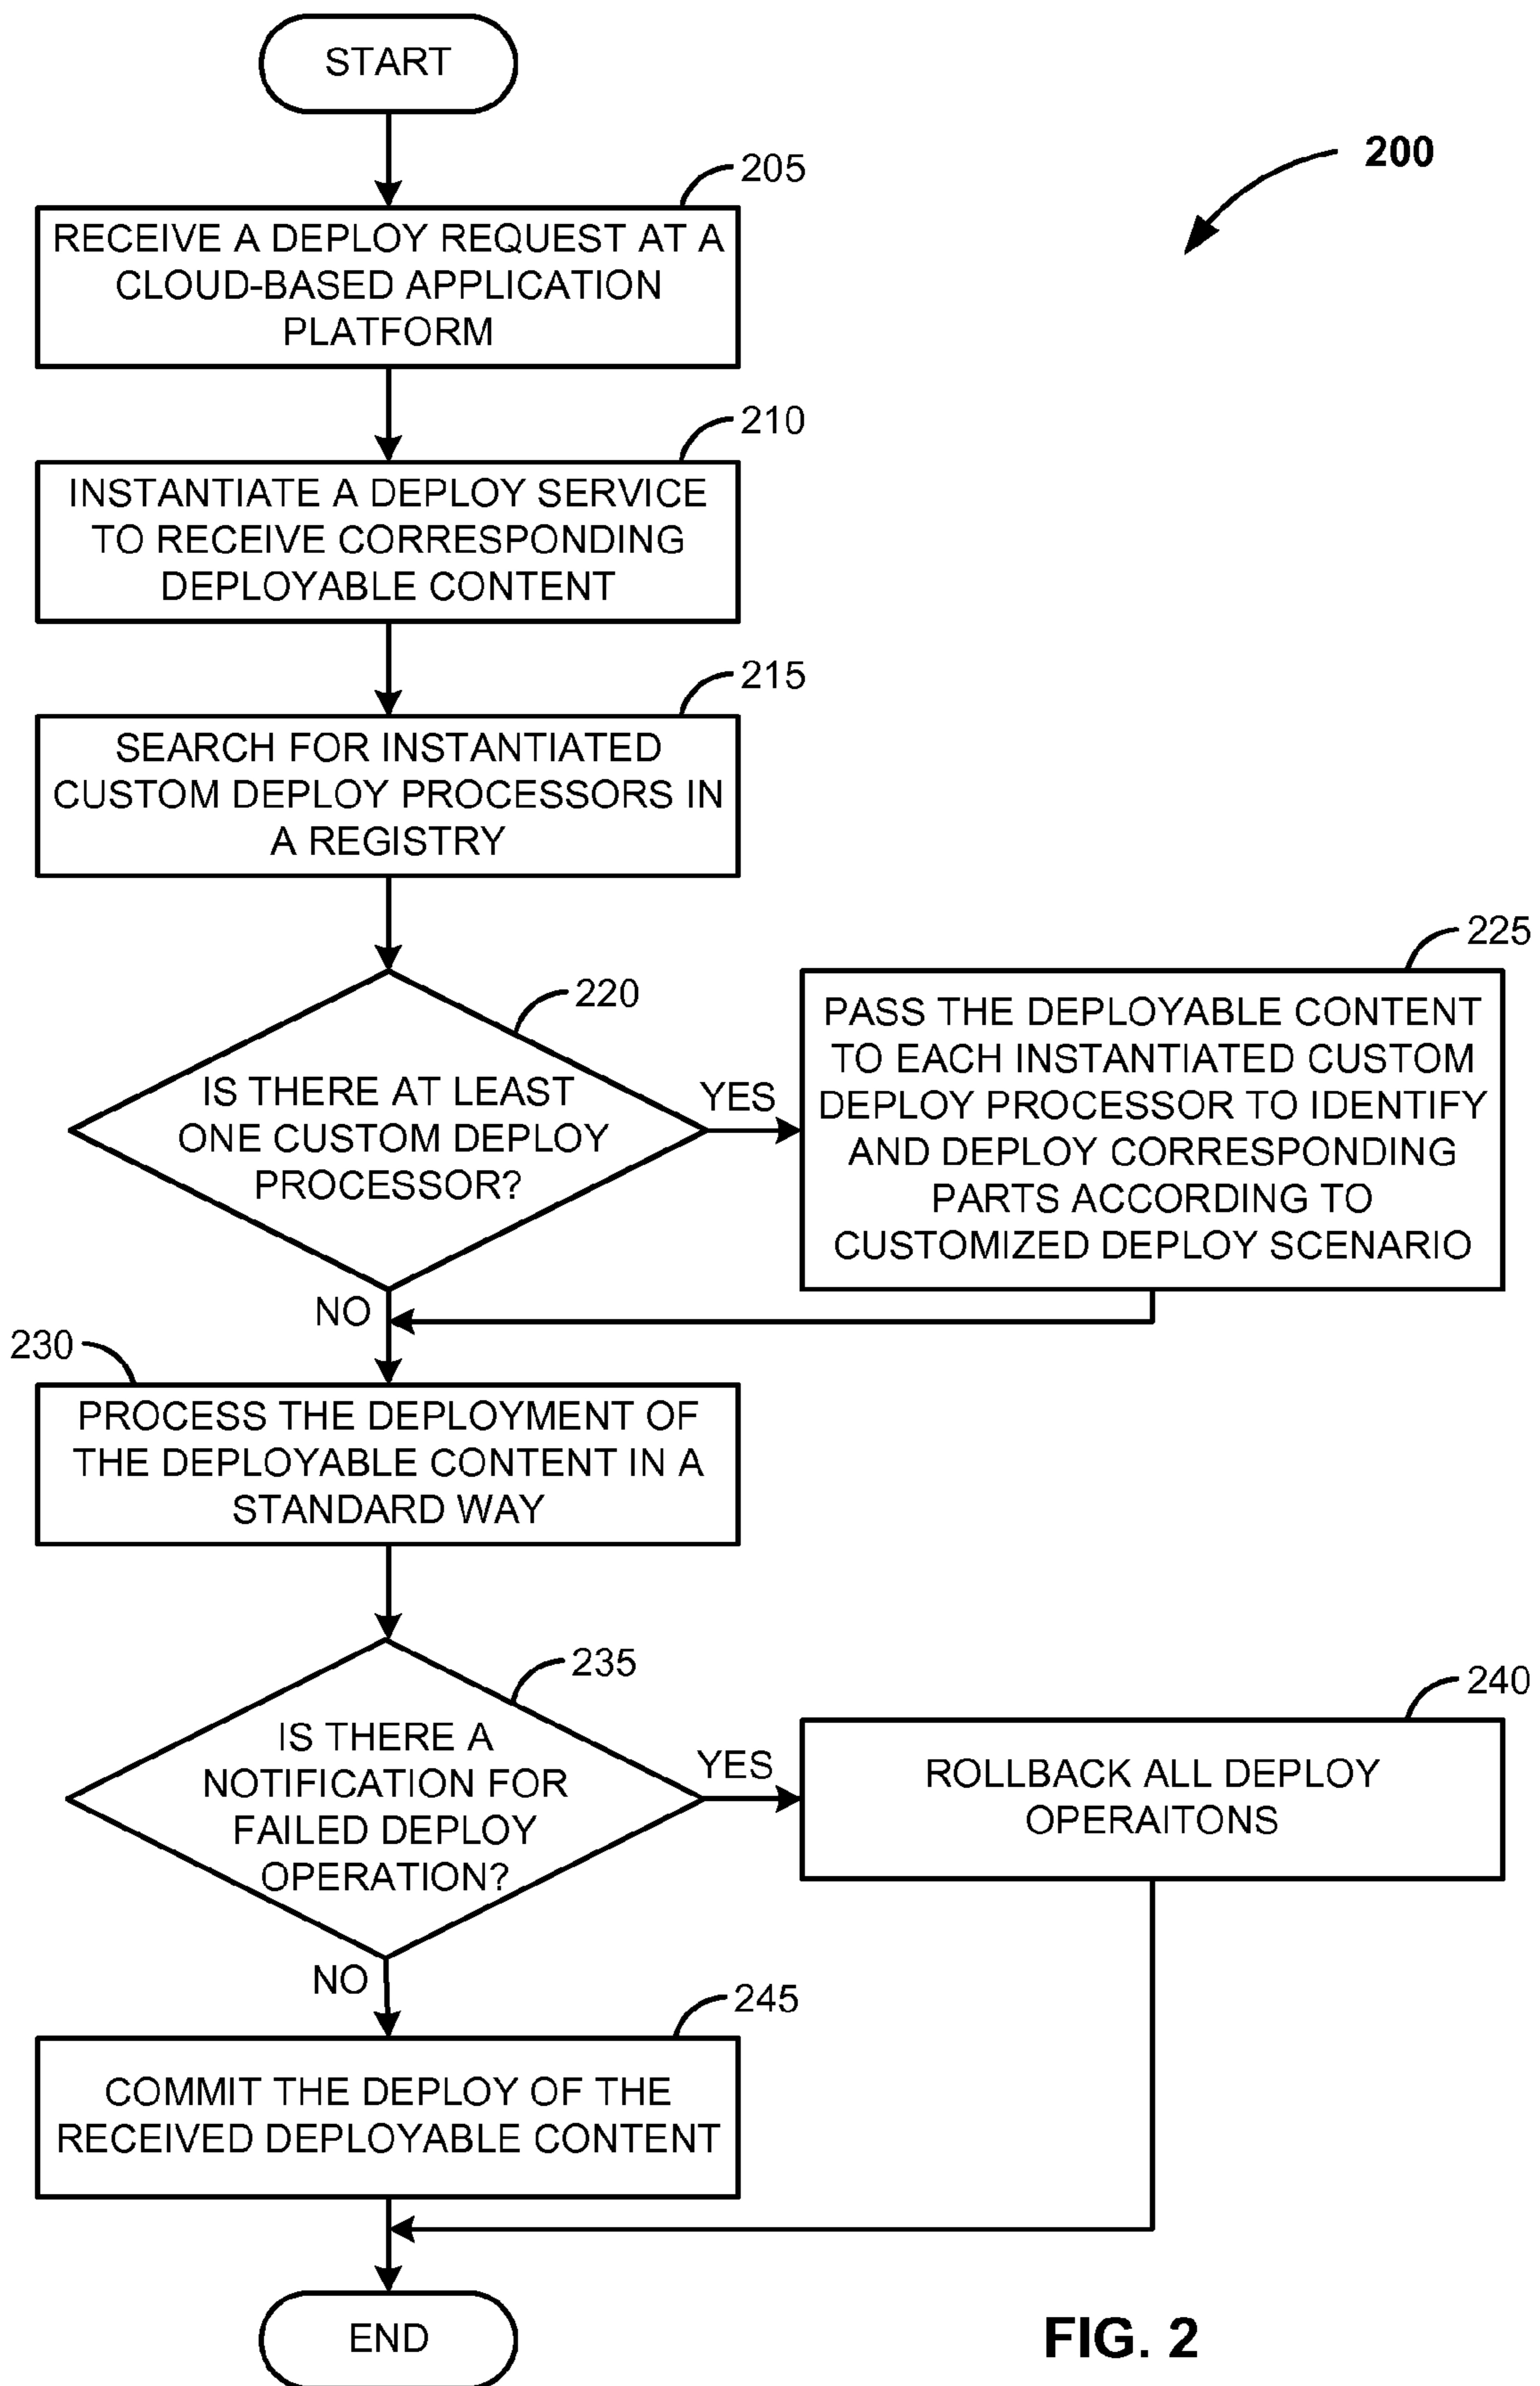 START
200
205
RECEIVE A DEPLOY REQUEST AT A
CLOUD-BASED APPLICATION
PLATFORM
210
INSTANTIATE A DEPLOY SERVICE
TO RECEIVE CORRESPONDING
DEPLOYABLE CONTENT
215
SEARCH FOR INSTANTIATED
CUSTOM DEPLOY PROCESSORS IN
A REGISTRY
220
IS THERE AT LEAST
ONE CUSTOM DEPLOY
PROCESSOR?
YES
225
PASS THE DEPLOYABLE CONTENT
TO EACH INSTANTIATED CUSTOM
DEPLOY PROCESSOR TO IDENTIFY
AND DEPLOY CORRESPONDING
PARTS ACCORDING TO
CUSTOMIZED DEPLOY SCENARIO
NO
230
PROCESS THE DEPLOYMENT OF
THE DEPLOYABLE CONTENT IN A
STANDARD WAY
235
IS THERE A
NOTIFICATION FOR
FAILED DEPLOY
OPERATION?
YES
240
ROLLBACK ALL DEPLOY
OPERAITONS
NO
245
COMMIT THE DEPLOY OF THE
RECEIVED DEPLOYABLE CONTENT
END
FIG. 2